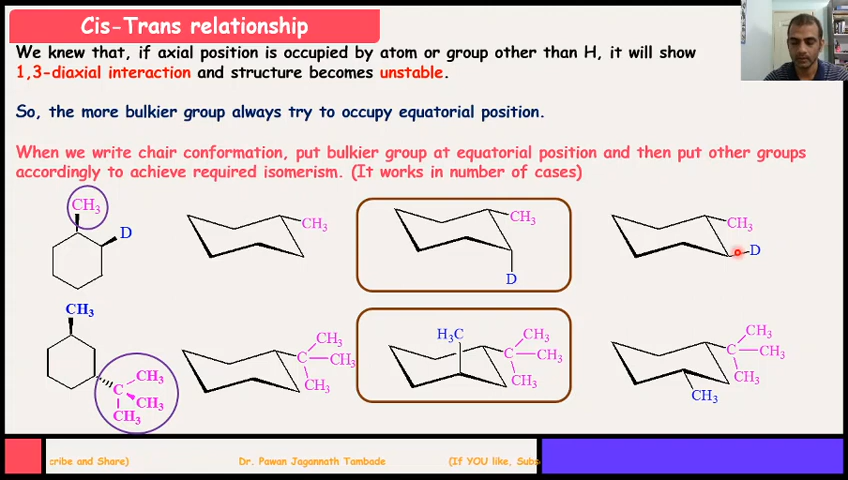 Cis-Trans relationship
We knew that, if axial position is occupied by atom or group other than H, it will show
1,3-diaxial interaction and structure becomes unstable.
So, the more bulkier group always try to occupy equatorial position.
When we write chair conformation, put bulkier group at equatorial position and then put other groups
accordingly to achieve required isomerism. (It works in number of cases)
CH3
D
CH3
CH3
D
CH3
D
CH3
C
CH3
CH3
CH3
CH3
C
CH3
CH3
H3C
CH3
C
CH3
CH3
CH3
C
CH3
CH3
CH3
cribe and Share)
Dr. Pawan Jagannath Tambade
(If YOU like, Subs